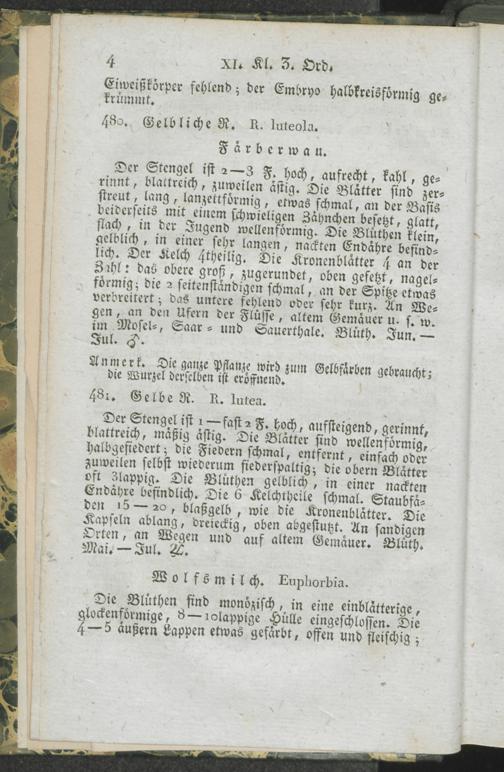 4 XI. Kl. 3. Ord.
Eiweißkörper fehlend; der Embryo halbkreisförmig ge-
krümmt.
480. Gelbliche R. R. luteola.
Färberwau.
Der Stengel ist 2—3 F. hoch, aufrecht, kahl, ge-
rinnt, blattreich, zuweilen ästig. Die Blätter sind zer-
streut, lang, lanzettförmig, etwas schmal, an der Basis
beiderseits mit einem schwieligen Zähnchen besetzt, glatt,
flach, in der Jugend wellenförmig. Die Blüthen klein,
gelblich, in einer sehr langen, nackten Endähre befind-
lich. Der Kelch 4theilig. Die Kronenblätter 4 an der
Zahl: das obere groß, zugerundet, oben gesetzt, nagel-
förmig; die 2 seitenständigen schmal, an der Spitze etwas
verbreitert; das untere fehlend oder sehr kurz. An We-
gen, an den Ufern der Flüsse, altem Gemäuer u. s. w.
im Mosel-, Saar- und Sauerthale. Blüth. Jun.—
Jul. ♂.
Anmerk. Die ganze Pflanze wird zum Gelbfärben gebraucht;
die Wurzel derselben ist eröffnend.
481. Gelbe R. R. lutea.
Der Stengel ist 1—fast 2 F. hoch, aufsteigend, gerinnt,
blattreich, mäßig ästig. Die Blätter sind wellenförmig,
halbgefiedert; die Fiedern schmal, entfernt, einfach oder
zuweilen selbst wiederum fiederspaltig; die obern Blätter
oft 3lappig. Die Blüthen gelblich, in einer nackten
Endähre befindlich. Die 6 Kelchtheile schmal. Staubfä-
den 15—20, blaßgelb, wie die Kronenblätter. Die
Kapseln ablang, dreieckig, oben abgestutzt. An sandigen
Orten, an Wegen und auf altem Gemäuer. Blüth.
Mai.—Jul. ♃.
Wolfsmilch. Euphorbia.
Die Blüthen sind monözisch, in eine einblätterige,
glockenförmige, 8—10lappige Hülle eingeschlossen. Die
4—5 äußern Lappen etwas gefärbt, offen und fleischig;